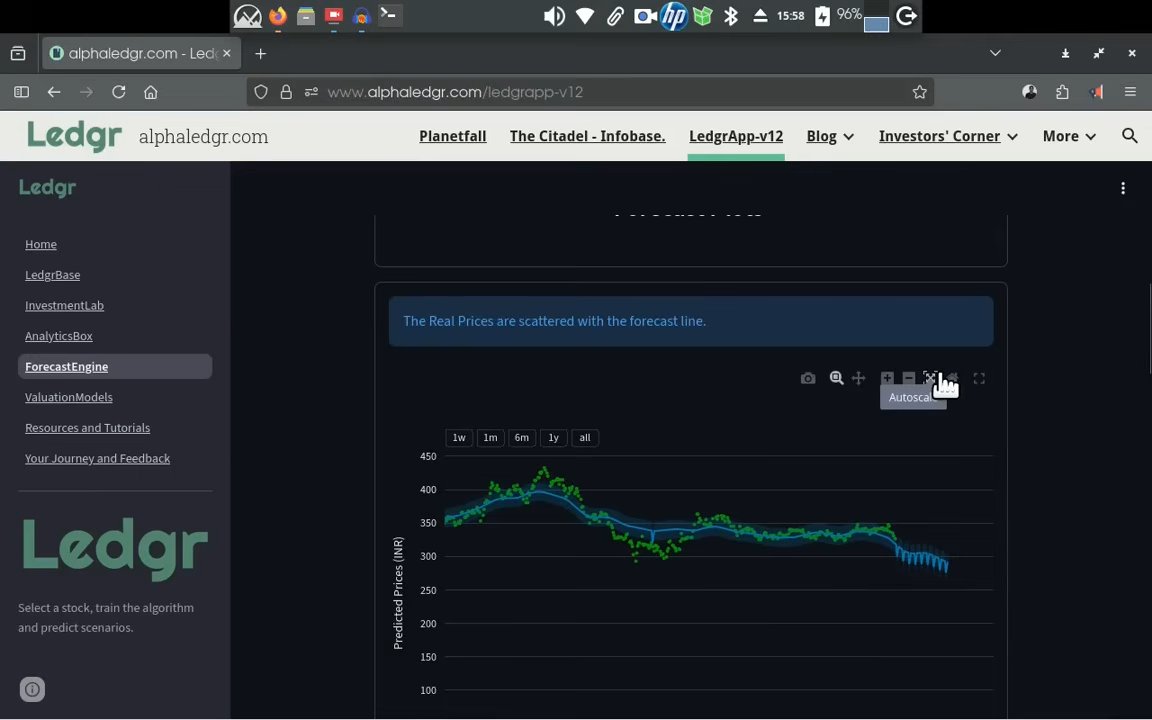 15:58
96%
alphaledgr.com - Led
www.alphaledgr.com/ledgrapp-v12
Ledgr
alphaledgr.com
Planetfall
The Citadel - Infobase.
LedgrApp-v12
Blog
Investors' Corner
More
Ledgr
Home
LedgrBase
InvestmentLab
AnalyticsBox
ForecastEngine
ValuationModels
Resources and Tutorials
Your Journey and Feedback
Ledgr
Select a stock, train the algorithm
and predict scenarios.
The Real Prices are scattered with the forecast line.
Autoscal
1w
1m
6m
1y
all
450
400
350
300
250
200
150
100
Predicted Prices (INR)